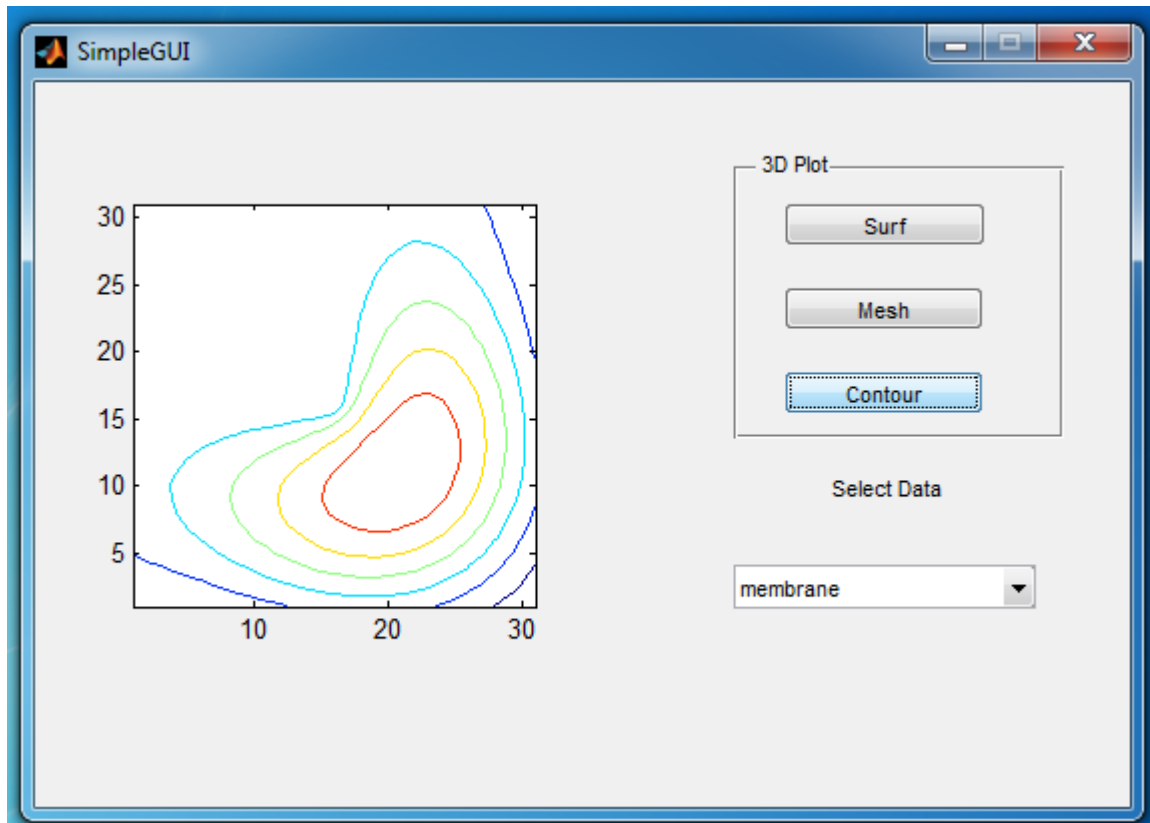 SimpleGUI
3D Plot
Surf
Mesh
Contour
Select Data
membrane
30
25
20
15
10
5
10 20 30